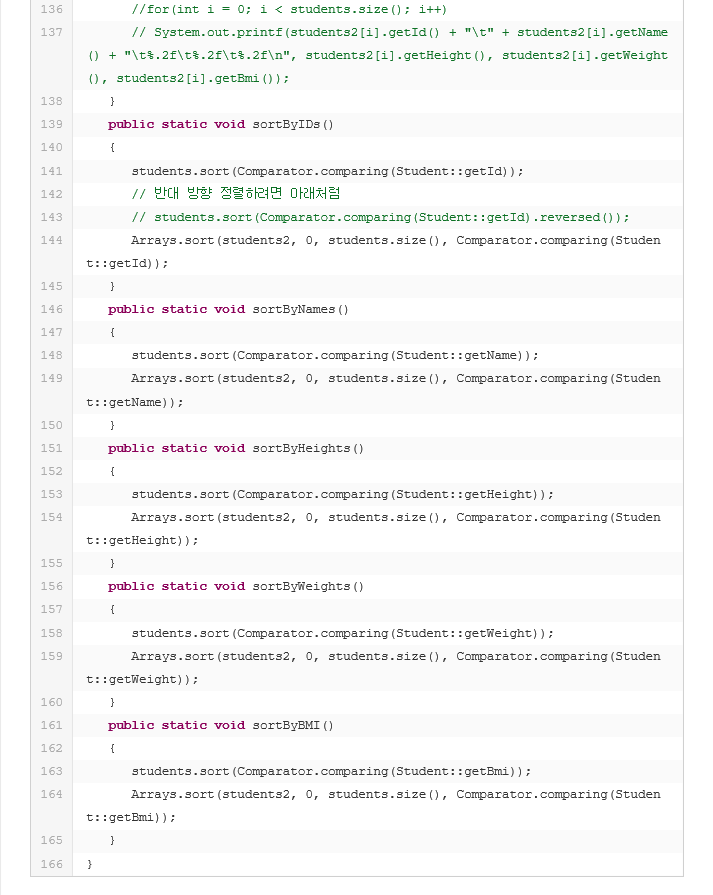 136 //for(int i = 0; i < students.size(); i++)
137 // System.out.printf(students2[i].getId() + "\t" + students2[i].getName
() + "\t%.2f\t%.2f\t%.2f\n", students2[i].getHeight(), students2[i].getWeight
(), students2[i].getBmi());
138 }
139 public static void sortByIDs()
140 {
141 students.sort(Comparator.comparing(Student::getId));
142 // 반대 방향 정렬하려면 아래처럼
143 // students.sort(Comparator.comparing(Student::getId).reversed());
144 Arrays.sort(students2, 0, students.size(), Comparator.comparing(Studen
t::getId));
145 }
146 public static void sortByNames()
147 {
148 students.sort(Comparator.comparing(Student::getName));
149 Arrays.sort(students2, 0, students.size(), Comparator.comparing(Studen
t::getName));
150 }
151 public static void sortByHeights()
152 {
153 students.sort(Comparator.comparing(Student::getHeight));
154 Arrays.sort(students2, 0, students.size(), Comparator.comparing(Studen
t::getHeight));
155 }
156 public static void sortByWeights()
157 {
158 students.sort(Comparator.comparing(Student::getWeight));
159 Arrays.sort(students2, 0, students.size(), Comparator.comparing(Studen
t::getWeight));
160 }
161 public static void sortByBMI()
162 {
163 students.sort(Comparator.comparing(Student::getBmi));
164 Arrays.sort(students2, 0, students.size(), Comparator.comparing(Studen
t::getBmi));
165 }
166 }